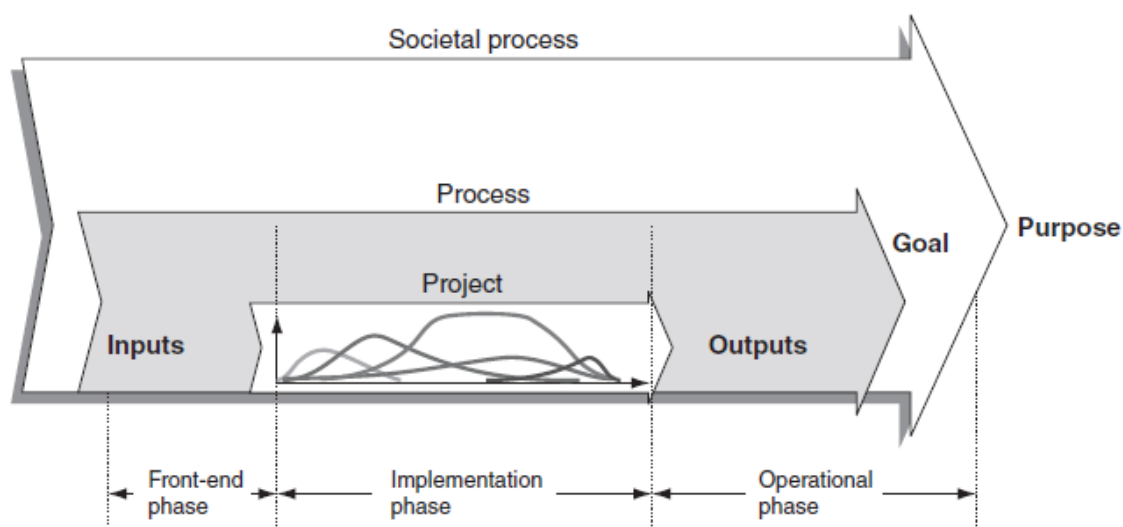 Societal process
Process
Goal
Purpose
Project
Inputs
Outputs
Front-end
phase
Implementation
phase
Operational
phase